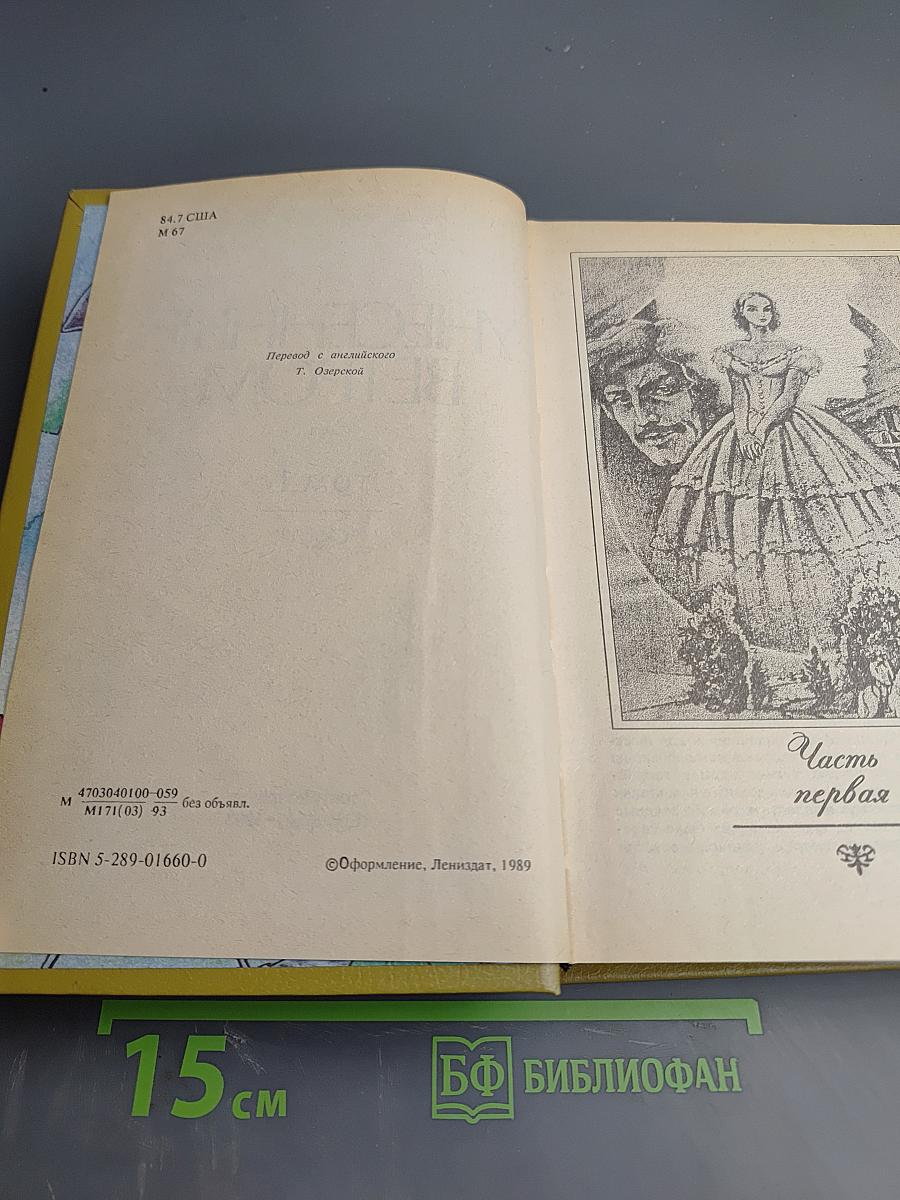 84.7 США
М 67
Перевод с английского
Т. Озерской
М 4703040100–059
М171(03) 93 без объявл.
ISBN 5-289-01660-0
©Оформление, Лениздат, 1989
Часть
первая
15 см
БФ БИБЛИОФАН